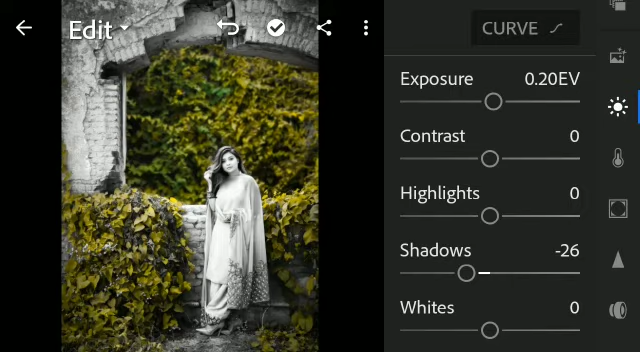 Edit
CURVE
Exposure 0.20EV
Contrast 0
Highlights 0
Shadows -26
Whites 0